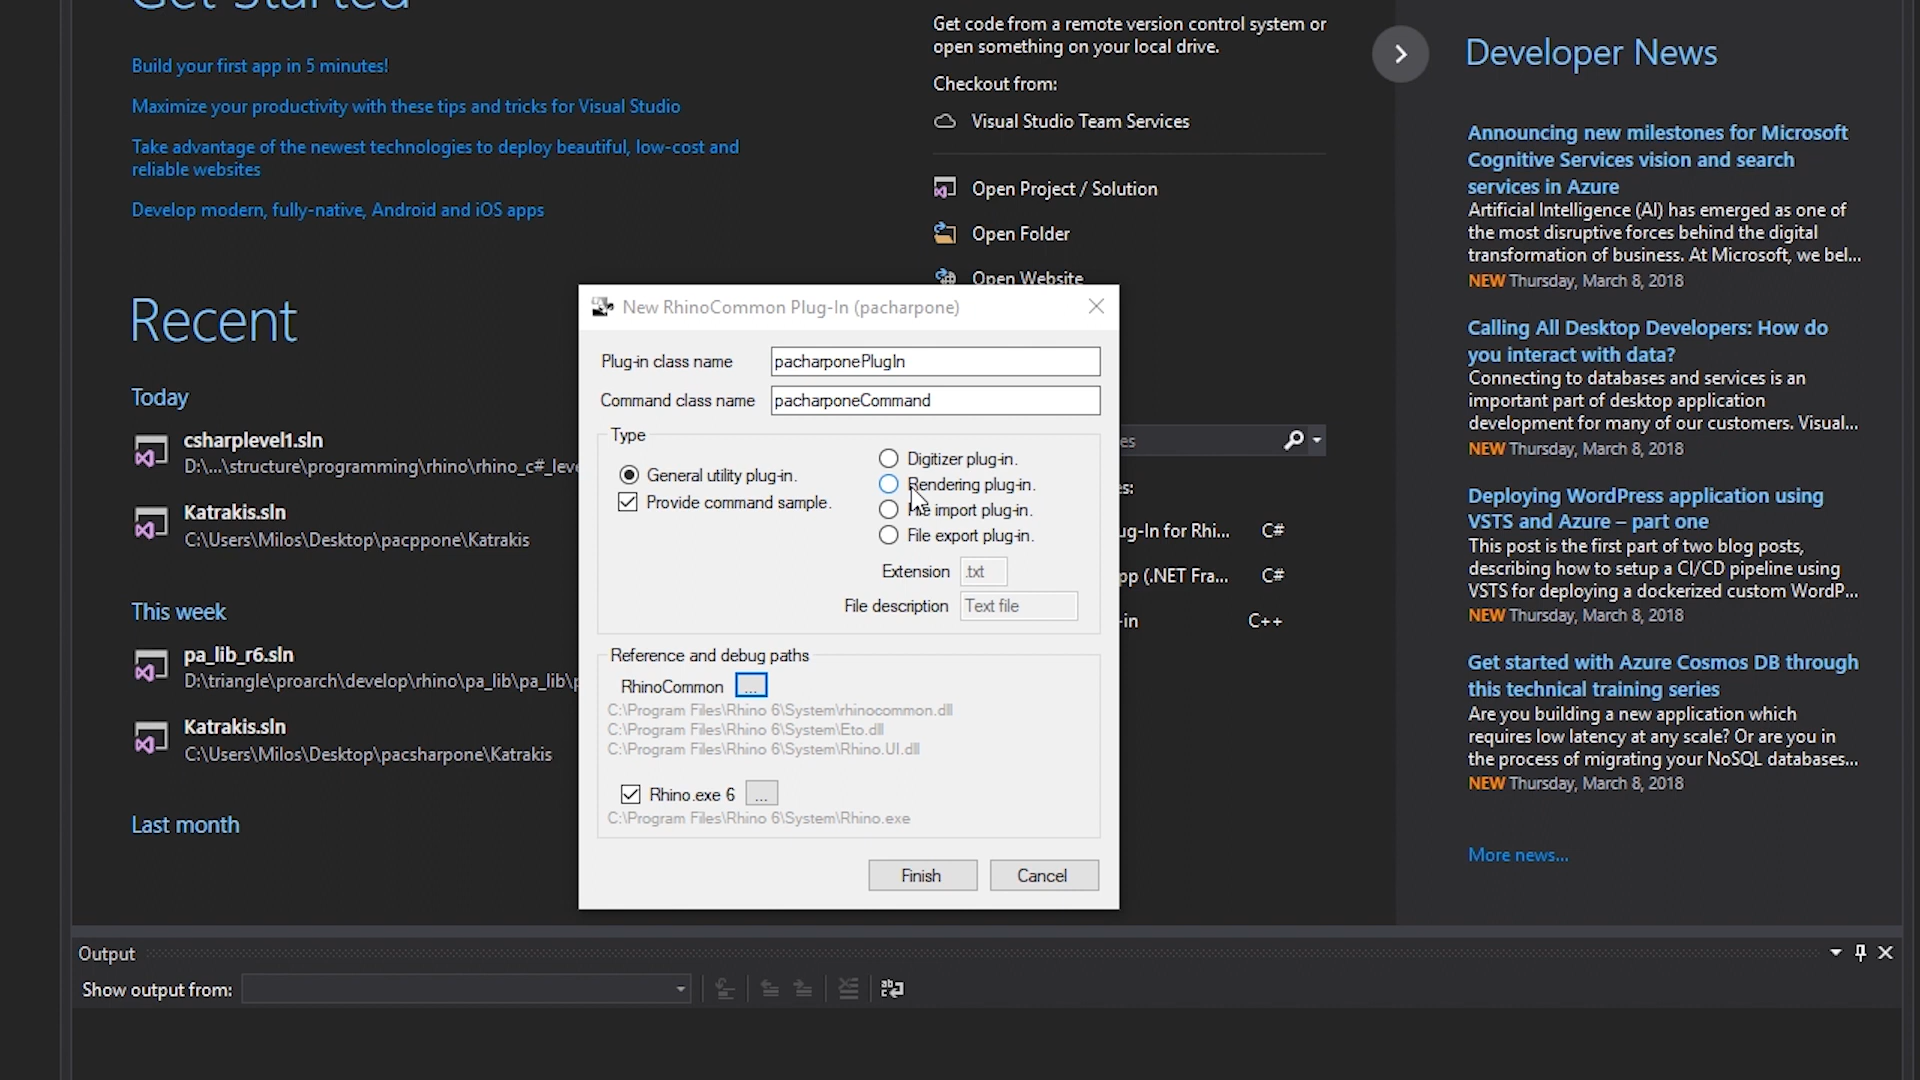 Get Started
Build your first app in 5 minutes!
Maximize your productivity with these tips and tricks for Visual Studio
Take advantage of the newest technologies to deploy beautiful, low-cost and
reliable websites
Develop modern, fully-native, Android and iOS apps
Recent
Today
csharplevel1.sln
D:\...\structure\programming\rhino\rhino_c#_leve
Katrakis.sln
C:\Users\Milos\Desktop\pacppone\Katrakis
This week
pa_lib_r6.sln
D:\triangle\proarch\develop\rhino\pa_lib\pa_lib\p
Katrakis.sln
C:\Users\Milos\Desktop\pacsharpone\Katrakis
Last month
Get code from a remote version control system or
open something on your local drive.
Checkout from:
Visual Studio Team Services
Open Project / Solution
Open Folder
Open Website
New RhinoCommon Plug-In (pacharpone)
Plug-in class name
pacharponePlugIn
Command class name
pacharponeCommand
Type
General utility plug-in.
Provide command sample.
Digitizer plug-in.
Rendering plug-in.
File import plug-in.
File export plug-in.
Extension
.txt
File description
Text file
Reference and debug paths
RhinoCommon
...
C:\Program Files\Rhino 6\System\rhinocommon.dll
C:\Program Files\Rhino 6\System\Eto.dll
C:\Program Files\Rhino 6\System\Rhino.UI.dll
Rhino.exe 6
...
C:\Program Files\Rhino 6\System\Rhino.exe
Finish
Cancel
es
es:
ug-In for Rhi...
C#
pp (.NET Fra...
C#
-in
C++
Developer News
Announcing new milestones for Microsoft
Cognitive Services vision and search
services in Azure
Artificial Intelligence (AI) has emerged as one of
the most disruptive forces behind the digital
transformation of business. At Microsoft, we bel...
NEW Thursday, March 8, 2018
Calling All Desktop Developers: How do
you interact with data?
Connecting to databases and services is an
important part of desktop application
development for many of our customers. Visual...
NEW Thursday, March 8, 2018
Deploying WordPress application using
VSTS and Azure – part one
This post is the first part of two blog posts,
describing how to setup a CI/CD pipeline using
VSTS for deploying a dockerized custom WordP...
NEW Thursday, March 8, 2018
Get started with Azure Cosmos DB through
this technical training series
Are you building a new application which
requires low latency at any scale? Or are you in
the process of migrating your NoSQL databases...
NEW Thursday, March 8, 2018
More news...
Output
Show output from: